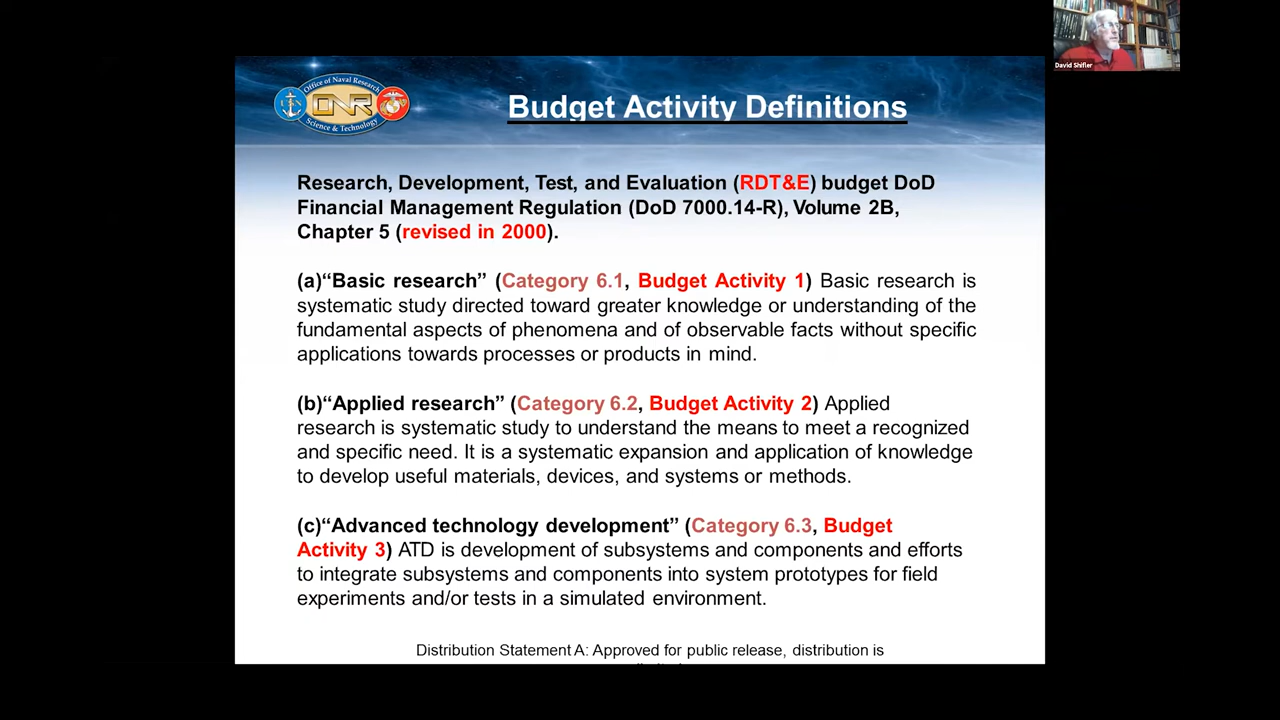 David Shifler
Office of Naval Research
ONR
Science & Technology
Budget Activity Definitions
Research, Development, Test, and Evaluation (RDT&E) budget DoD
Financial Management Regulation (DoD 7000.14-R), Volume 2B,
Chapter 5 (revised in 2000).
(a)“Basic research” (Category 6.1, Budget Activity 1) Basic research is
systematic study directed toward greater knowledge or understanding of the
fundamental aspects of phenomena and of observable facts without specific
applications towards processes or products in mind.
(b)“Applied research” (Category 6.2, Budget Activity 2) Applied
research is systematic study to understand the means to meet a recognized
and specific need. It is a systematic expansion and application of knowledge
to develop useful materials, devices, and systems or methods.
(c)“Advanced technology development” (Category 6.3, Budget
Activity 3) ATD is development of subsystems and components and efforts
to integrate subsystems and components into system prototypes for field
experiments and/or tests in a simulated environment.
Distribution Statement A: Approved for public release, distribution is